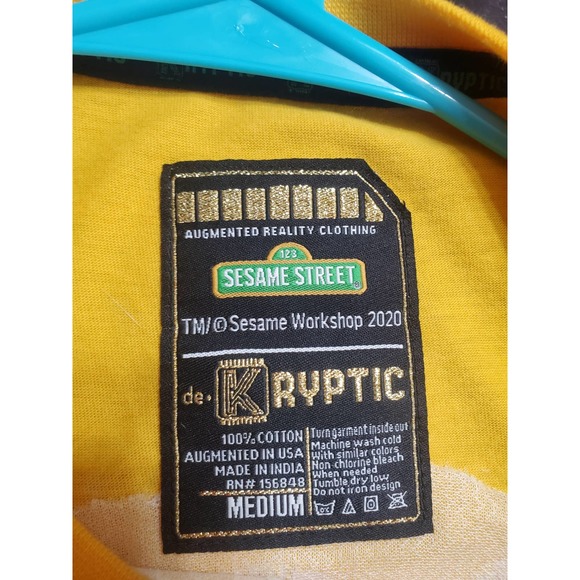 RYPTIC
KRYPTIC
AUGMENTED REALITY CLOTHING
123
SESAME STREET
TM/© Sesame Workshop 2020
de. KRYPTIC
100% COTTON
AUGMENTED IN USA
MADE IN INDIA
RN# 156848
MEDIUM
Turn garment inside out
Machine wash cold
With similar colors
Non-chlorine bleach
When needed
Tumble dry low
Do not iron design